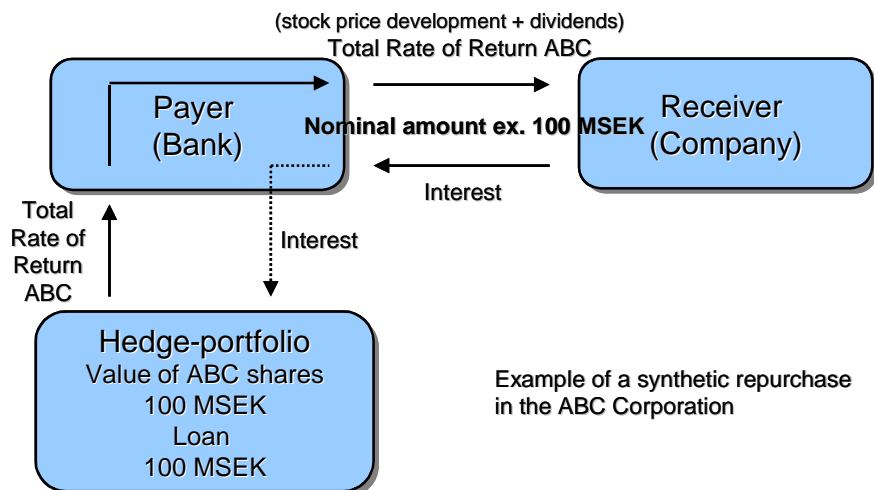 (stock price development + dividends)
Total Rate of Return ABC
Payer
(Bank)
Nominal amount ex. 100 MSEK
Receiver
(Company)
Interest
Total
Rate of
Return
ABC
Interest
Hedge-portfolio
Value of ABC shares
100 MSEK
Loan
100 MSEK
Example of a synthetic repurchase
in the ABC Corporation